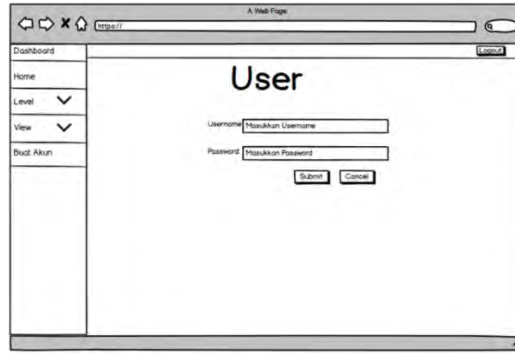 A Web Page
https://
Dashboard
Logout
Home
Level
View
Buat Akun
User
Username Masukkan Username
Password Masukkan Password
Submit Cancel